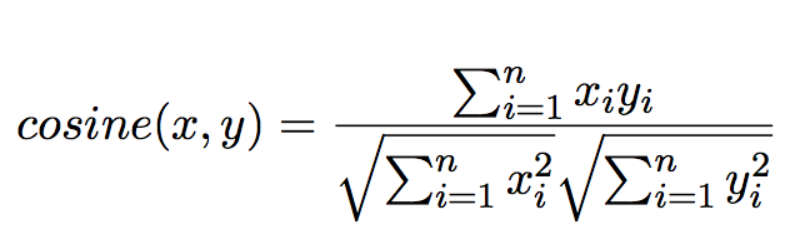 cosine(x, y) = \frac{\sum_{i=1}^{n} x_i y_i}{\sqrt{\sum_{i=1}^{n} x_i^2} \sqrt{\sum_{i=1}^{n} y_i^2}}